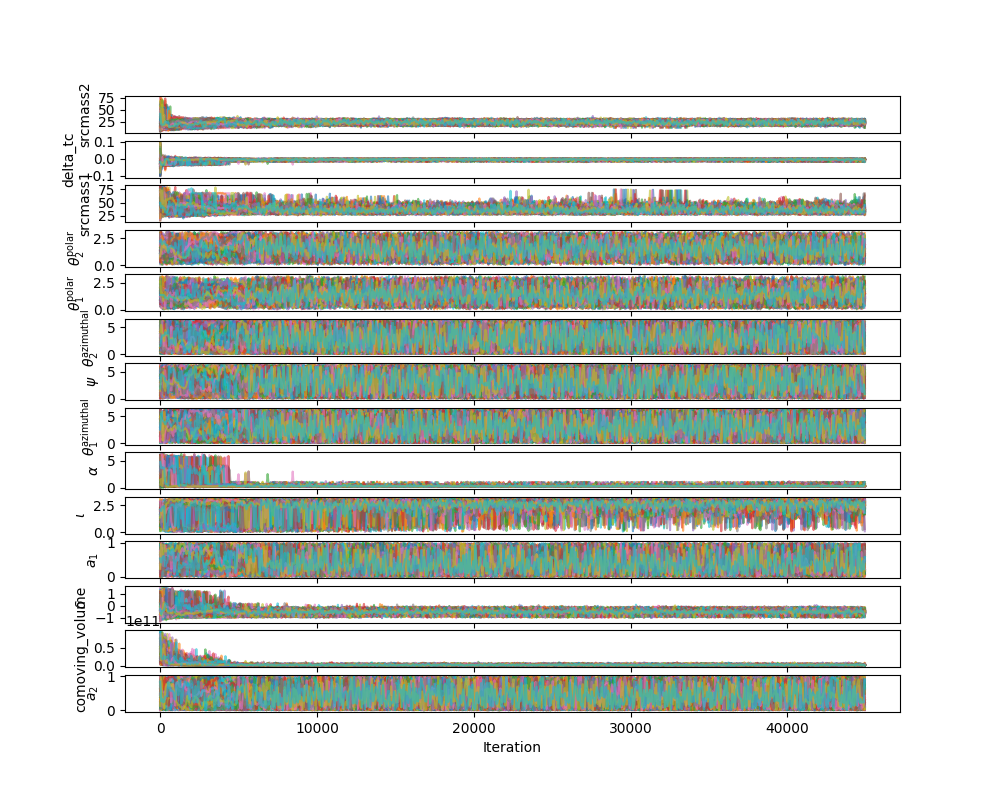 srcmass2
75
50
25
delta_tc
0.1
0.0
−0.1
srcmass1
75
50
25
θ₂^polar
2.5
0.0
θ₁^polar
2.5
0.0
θ₂^azimuthal
5
0
ψ
5
0
θ₁^azimuthal
5
0
α
5
0
ι
2.5
0.0
a₁
1
0
1
0
−1
comoving_volume
1e11
0.5
0.0
a₂
1
0
0
10000
20000
30000
40000
Iteration